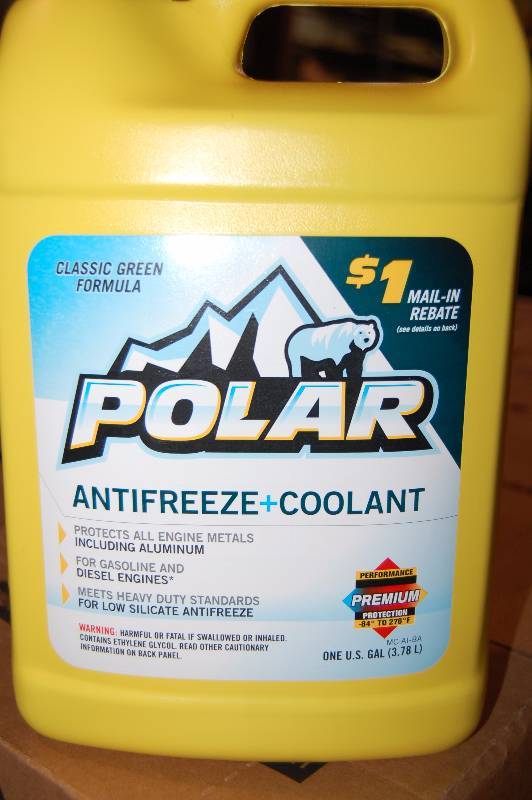 CLASSIC GREEN
FORMULA
$1
MAIL-IN
REBATE
(see details on back)
POLAR
ANTIFREEZE+COOLANT
PROTECTS ALL ENGINE METALS
INCLUDING ALUMINUM
FOR GASOLINE AND
DIESEL ENGINES*
MEETS HEAVY DUTY STANDARDS
FOR LOW SILICATE ANTIFREEZE
PERFORMANCE
PREMIUM
PROTECTION
-84° TO 276°F
MC-AI-8A
WARNING: HARMFUL OR FATAL IF SWALLOWED OR INHALED.
CONTAINS ETHYLENE GLYCOL. READ OTHER CAUTIONARY
INFORMATION ON BACK PANEL.
ONE U.S. GAL (3.78 L)